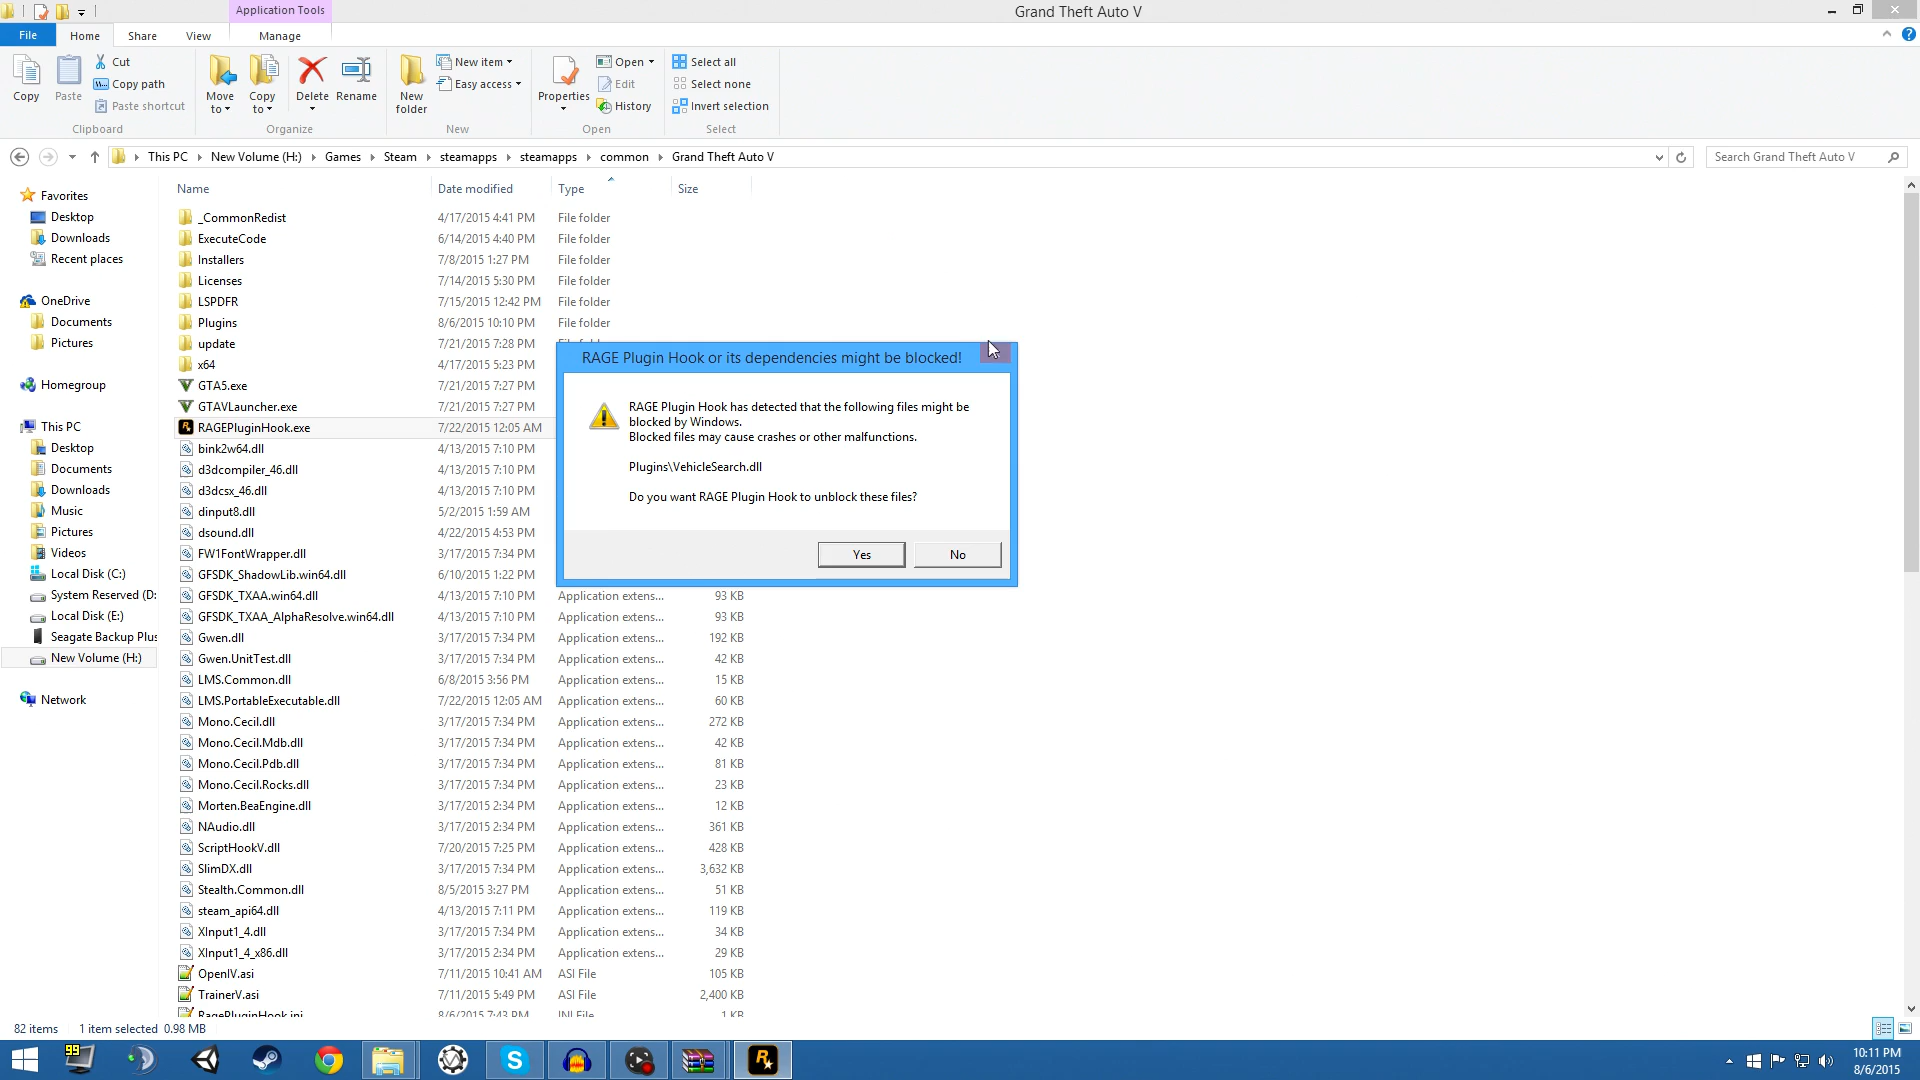 Application Tools
Grand Theft Auto V
File
Home
Share
View
Manage
Copy
Paste
Cut
Copy path
Paste shortcut
Clipboard
Move to
Copy to
Delete
Rename
Organize
New folder
New item
Easy access
New
Properties
Open
Edit
History
Open
Select all
Select none
Invert selection
Select
This PC
New Volume (H:)
Games
Steam
steamapps
steamapps
common
Grand Theft Auto V
Search Grand Theft Auto V
Favorites
Desktop
Downloads
Recent places
OneDrive
Documents
Pictures
Homegroup
This PC
Desktop
Documents
Downloads
Music
Pictures
Videos
Local Disk (C:)
System Reserved (D:
Local Disk (E:)
Seagate Backup Plus
New Volume (H:)
Network
Name Date modified Type Size
_CommonRedist 4/17/2015 4:41 PM File folder
ExecuteCode 6/14/2015 4:40 PM File folder
Installers 7/8/2015 1:27 PM File folder
Licenses 7/14/2015 5:30 PM File folder
LSPDFR 7/15/2015 12:42 PM File folder
Plugins 8/6/2015 10:10 PM File folder
update 7/21/2015 7:28 PM
x64 4/17/2015 5:23 PM
GTA5.exe 7/21/2015 7:27 PM
GTAVLauncher.exe 7/21/2015 7:27 PM
RAGEPluginHook.exe 7/22/2015 12:05 AM
bink2w64.dll 4/13/2015 7:10 PM
d3dcompiler_46.dll 4/13/2015 7:10 PM
d3dcsx_46.dll 4/13/2015 7:10 PM
dinput8.dll 5/2/2015 1:59 AM
dsound.dll 4/22/2015 4:53 PM
FW1FontWrapper.dll 3/17/2015 7:34 PM
GFSDK_ShadowLib.win64.dll 6/10/2015 1:22 PM
GFSDK_TXAA.win64.dll 4/13/2015 7:10 PM Application extens... 93 KB
GFSDK_TXAA_AlphaResolve.win64.dll 4/13/2015 7:10 PM Application extens... 93 KB
Gwen.dll 3/17/2015 7:34 PM Application extens... 192 KB
Gwen.UnitTest.dll 3/17/2015 7:34 PM Application extens... 42 KB
LMS.Common.dll 6/8/2015 3:56 PM Application extens... 15 KB
LMS.PortableExecutable.dll 7/22/2015 12:05 AM Application extens... 60 KB
Mono.Cecil.dll 3/17/2015 7:34 PM Application extens... 272 KB
Mono.Cecil.Mdb.dll 3/17/2015 7:34 PM Application extens... 42 KB
Mono.Cecil.Pdb.dll 3/17/2015 7:34 PM Application extens... 81 KB
Mono.Cecil.Rocks.dll 3/17/2015 7:34 PM Application extens... 23 KB
Morten.BeaEngine.dll 3/17/2015 2:34 PM Application extens... 12 KB
NAudio.dll 3/17/2015 2:34 PM Application extens... 361 KB
ScriptHookV.dll 7/20/2015 7:25 PM Application extens... 428 KB
SlimDX.dll 3/17/2015 7:34 PM Application extens... 3,632 KB
Stealth.Common.dll 8/5/2015 3:27 PM Application extens... 51 KB
steam_api64.dll 4/13/2015 7:11 PM Application extens... 119 KB
XInput1_4.dll 3/17/2015 7:34 PM Application extens... 34 KB
XInput1_4_x86.dll 3/17/2015 2:34 PM Application extens... 29 KB
OpenIV.asi 7/11/2015 10:41 AM ASI File 105 KB
TrainerV.asi 7/11/2015 5:49 PM ASI File 2,400 KB
RagePluginHook.ini 8/6/2015 7:43 PM INI File 1 KB
RAGE Plugin Hook or its dependencies might be blocked!
RAGE Plugin Hook has detected that the following files might be
blocked by Windows.
Blocked files may cause crashes or other malfunctions.
Plugins\VehicleSearch.dll
Do you want RAGE Plugin Hook to unblock these files?
Yes
No
82 items 1 item selected 0.98 MB
99
10:11 PM
8/6/2015